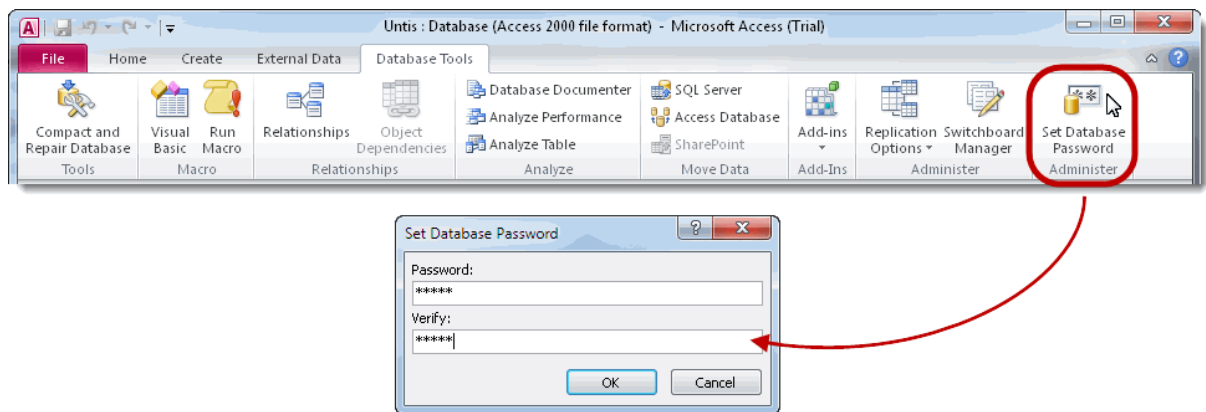 A
Untis : Database (Access 2000 file format) - Microsoft Access (Trial)
File Home Create External Data Database Tools
Compact and
Repair Database
Tools
Visual
Basic
Run
Macro
Macro
Relationships
Object
Dependencies
Relationships
Database Documenter
Analyze Performance
Analyze Table
Analyze
SQL Server
Access Database
SharePoint
Move Data
Add-ins
Add-Ins
Replication
Options
Switchboard
Manager
Administer
Set Database
Password
Administer
Set Database Password
Password:
*****
Verify:
*****
OK Cancel